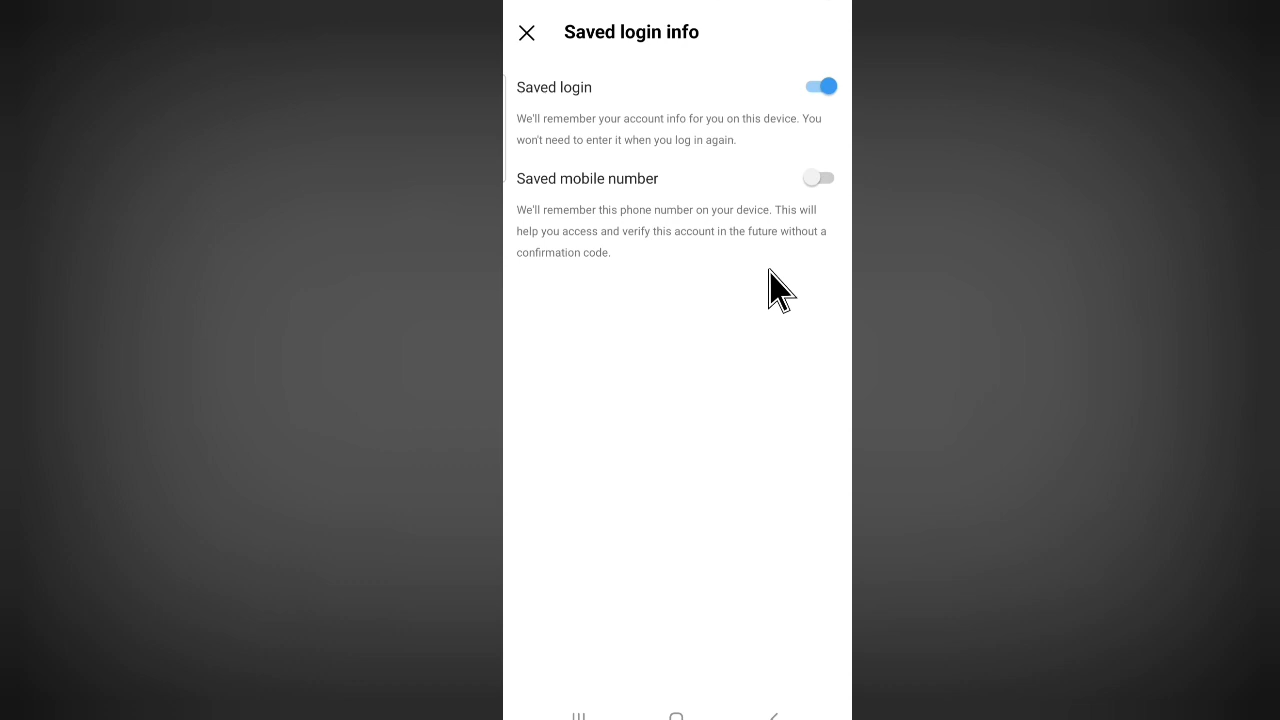 Saved login info
Saved login
We'll remember your account info for you on this device. You
won't need to enter it when you log in again.
Saved mobile number
We'll remember this phone number on your device. This will
help you access and verify this account in the future without a
confirmation code.